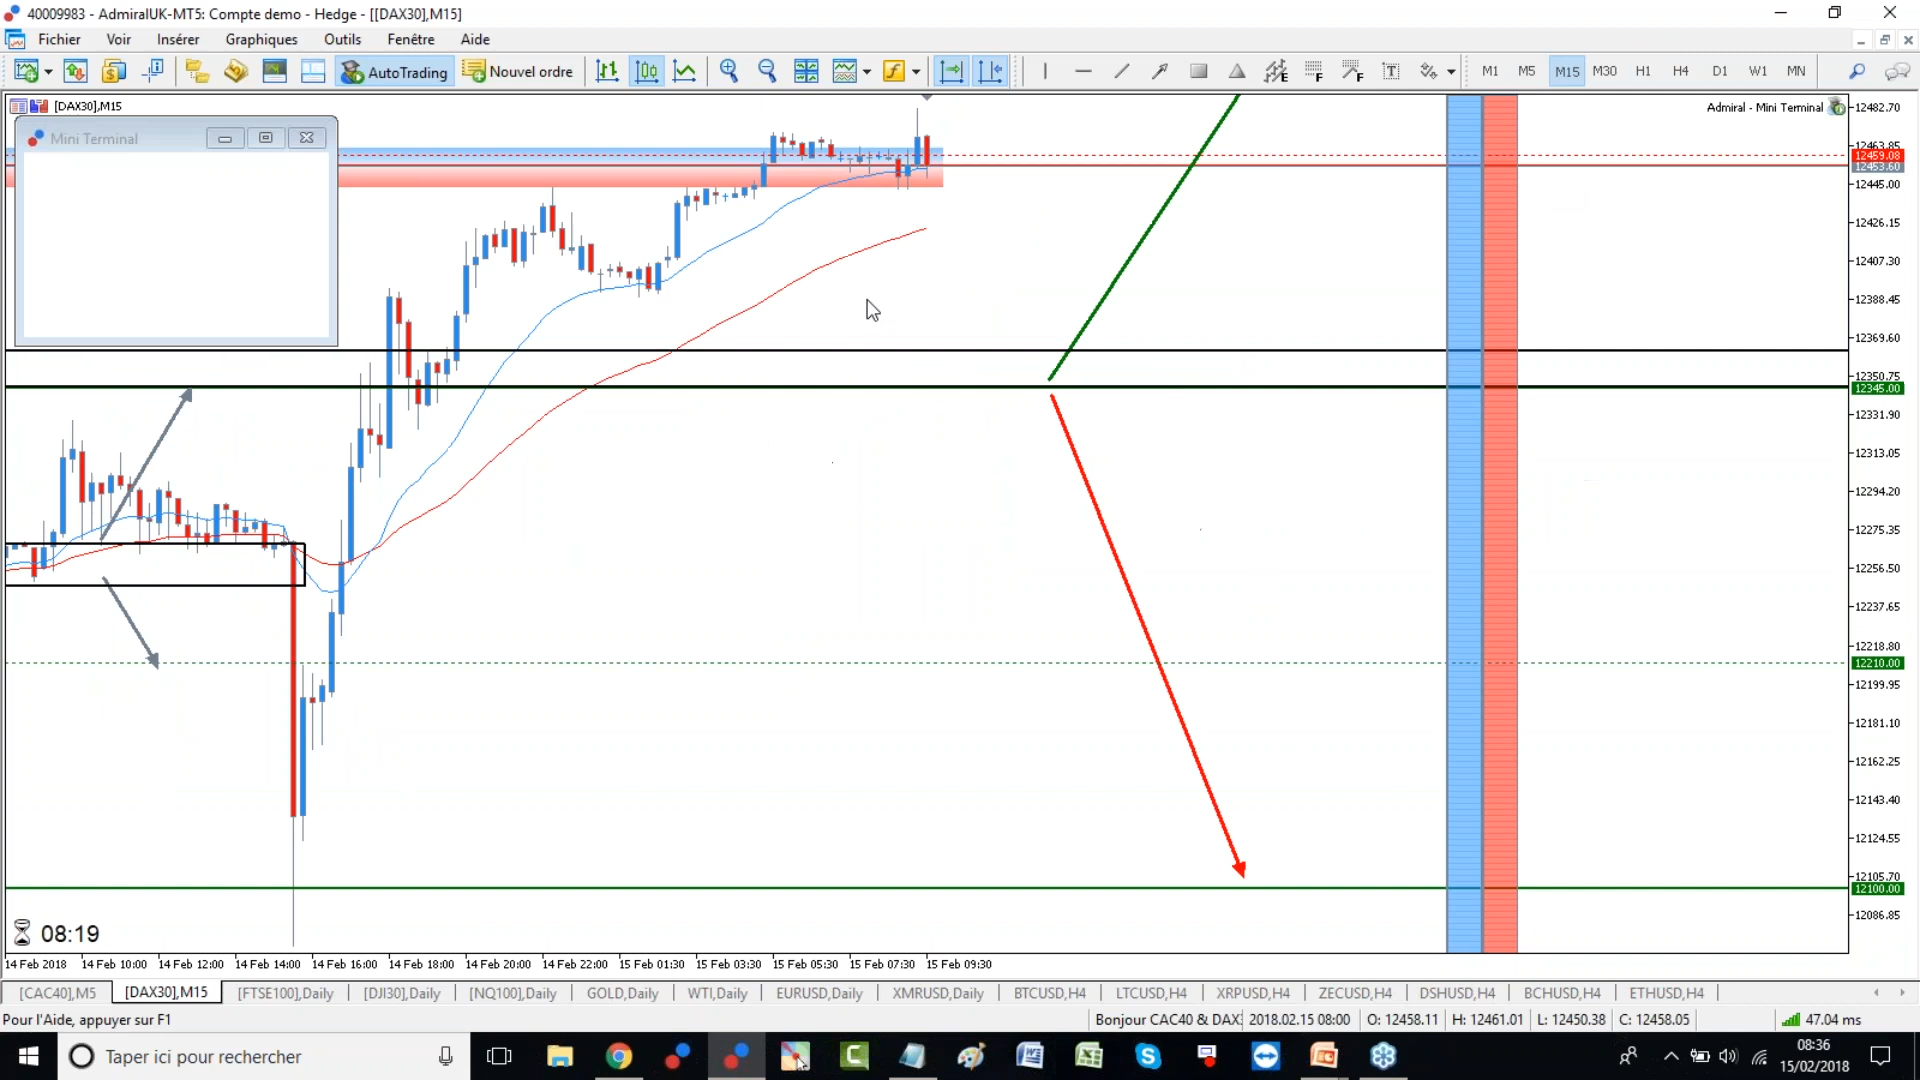 40009983 - AdmiralUK-MT5: Compte demo - Hedge - [[DAX30],M15]
Fichier Voir Insérer Graphiques Outils Fenêtre Aide
AutoTrading Nouvel ordre M1 M5 M15 M30 H1 H4 D1 W1 MN
[DAX30],M15
Admiral - Mini Terminal
Mini Terminal
12482.70
12463.85
12459.08
12453.60
12445.00
12426.15
12407.30
12388.45
12369.60
12350.75
12345.00
12331.90
12313.05
12294.20
12275.35
12256.50
12237.65
12218.80
12210.00
12199.95
12181.10
12162.25
12143.40
12124.55
12105.70
12100.00
12086.85
08:19
14 Feb 2018 14 Feb 10:00 14 Feb 12:00 14 Feb 14:00 14 Feb 16:00 14 Feb 18:00 14 Feb 20:00 14 Feb 22:00 15 Feb 01:30 15 Feb 03:30 15 Feb 05:30 15 Feb 07:30 15 Feb 09:30
[CAC40],M5 [DAX30],M15 [FTSE100],Daily [DJI30],Daily [NQ100],Daily GOLD,Daily WTI,Daily EURUSD,Daily XMRUSD,Daily BTCUSD,H4 LTCUSD,H4 XRPUSD,H4 ZECUSD,H4 DSHUSD,H4 BCHUSD,H4 ETHUSD,H4
Pour l'Aide, appuyer sur F1
Bonjour CAC40 & DAX 2018.02.15 08:00 O: 12458.11 H: 12461.01 L: 12450.38 C: 12458.05 47.04 ms
Taper ici pour rechercher
08:36
15/02/2018